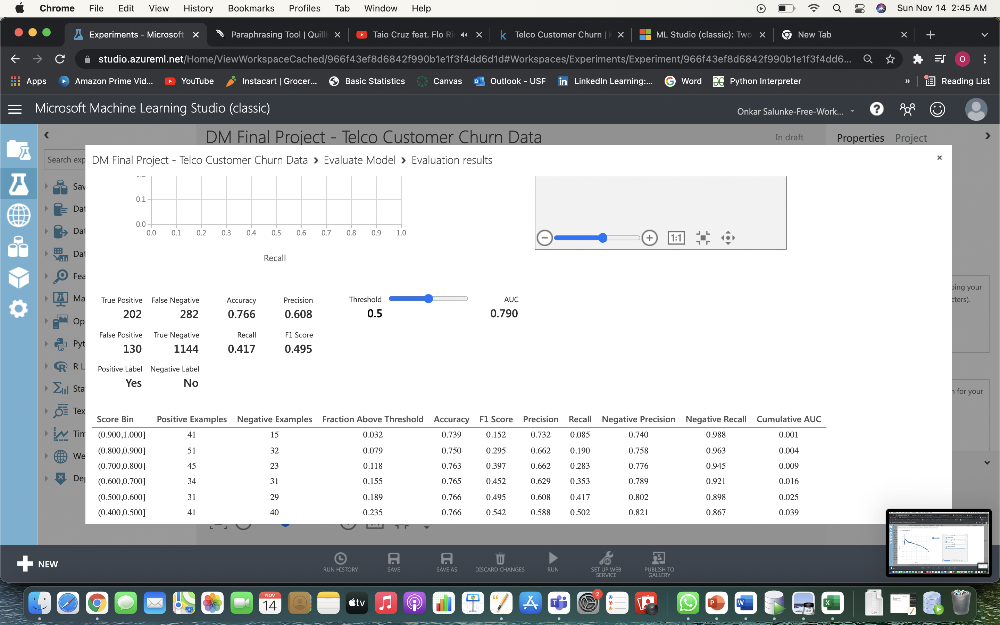 Chrome File Edit View History Bookmarks Profiles Tab Window Help Sun Nov 14 2:45 AM
Experiments - Microsoft Paraphrasing Tool | QuillB Taio Cruz feat. Flo Ri Telco Customer Churn | K ML Studio (classic): Two New Tab
studio.azureml.net/Home/ViewWorkspaceCached/966f43ef8d6842f990b1e1f3f4dd6d1d#Workspaces/Experiments/Experiment/966f43ef8d6842f990b1e1f3f4dd6... O
Apps Amazon Prime Vid... YouTube Instacart | Grocer... Basic Statistics Canvas Outlook - USF LinkedIn Learning:... Word Python Interpreter » Reading List
Microsoft Machine Learning Studio (classic) Onkar Salunke-Free-Work...
DM Final Project - Telco Customer Churn Data In draft Properties Project
Search exp
DM Final Project - Telco Customer Churn Data › Evaluate Model › Evaluation results
Sav
Dat
Dat
Dat
Fea
Ma
Op
Pyt
R L
Sta
Tex
Tim
We
Dep
0.1
0.0
0.0 0.1 0.2 0.3 0.4 0.5 0.6 0.7 0.8 0.9 1.0
Recall
1:1
ping your
cters).
n for your
True Positive False Negative Accuracy Precision Threshold AUC
202 282 0.766 0.608 0.5 0.790
False Positive True Negative Recall F1 Score
130 1144 0.417 0.495
Positive Label Negative Label
Yes No
Score Bin Positive Examples Negative Examples Fraction Above Threshold Accuracy F1 Score Precision Recall Negative Precision Negative Recall Cumulative AUC
(0.900,1.000] 41 15 0.032 0.739 0.152 0.732 0.085 0.740 0.988 0.001
(0.800,0.900] 51 32 0.079 0.750 0.295 0.662 0.190 0.758 0.963 0.004
(0.700,0.800] 45 23 0.118 0.763 0.397 0.662 0.283 0.776 0.945 0.009
(0.600,0.700] 34 31 0.155 0.765 0.452 0.629 0.353 0.789 0.921 0.016
(0.500,0.600] 31 29 0.189 0.766 0.495 0.608 0.417 0.802 0.898 0.025
(0.400,0.500] 41 40 0.235 0.766 0.542 0.588 0.502 0.821 0.867 0.039
NEW
RUN HISTORY SAVE SAVE AS DISCARD CHANGES RUN SET UP WEB SERVICE PUBLISH TO GALLERY
NOV
14
tv
2
280
CSV